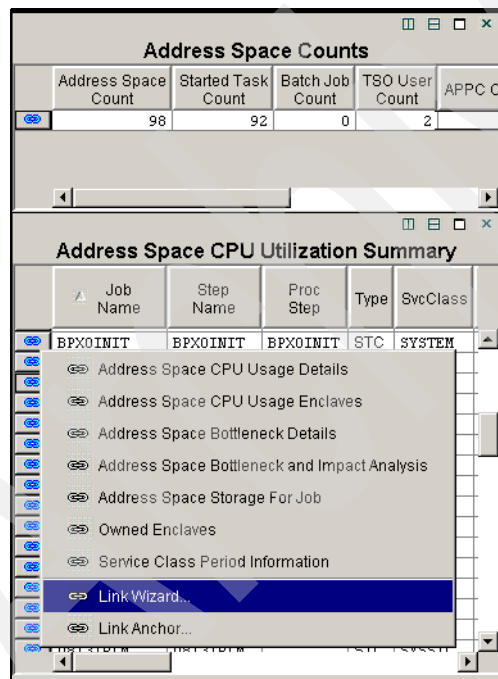 Address Space Counts
Address Space Count Started Task Count Batch Job Count TSO User Count APPC C
98 92 0 2
Address Space CPU Utilization Summary
Job Name Step Name Proc Step Type SvcClass
BPXOINIT BPXOINIT BPXOINIT STC SYSTEM
Address Space CPU Usage Details
Address Space CPU Usage Enclaves
Address Space Bottleneck Details
Address Space Bottleneck and Impact Analysis
Address Space Storage For Job
Owned Enclaves
Service Class Period Information
Link Wizard...
Link Anchor...